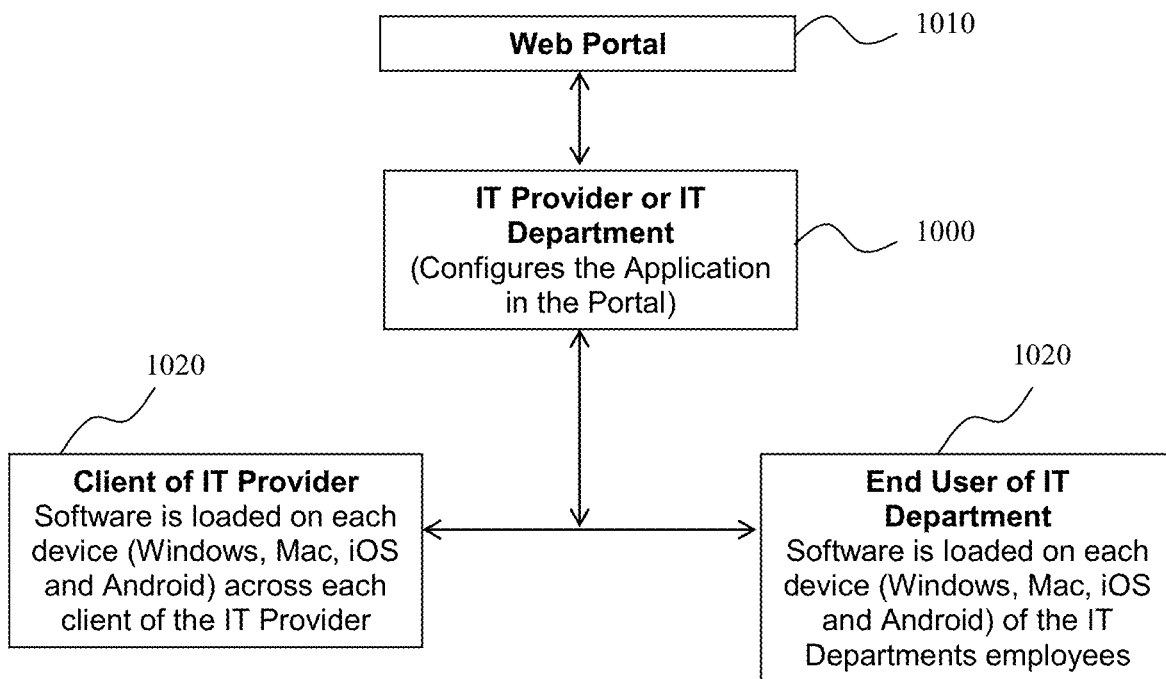 Web Portal
1010
IT Provider or IT
Department
(Configures the Application
in the Portal)
1000
1020
Client of IT Provider
Software is loaded on each
device (Windows, Mac, iOS
and Android) across each
client of the IT Provider
1020
End User of IT
Department
Software is loaded on each
device (Windows, Mac, iOS
and Android) of the IT
Departments employees